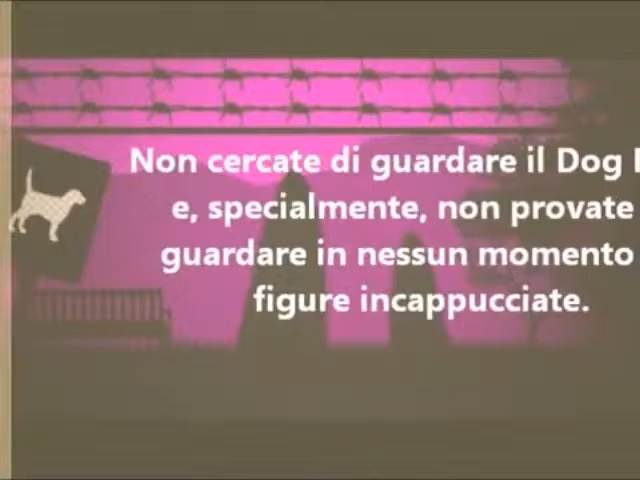 Non cercate di guardare il Dog
e, specialmente, non provate
guardare in nessun momento
figure incappucciate.